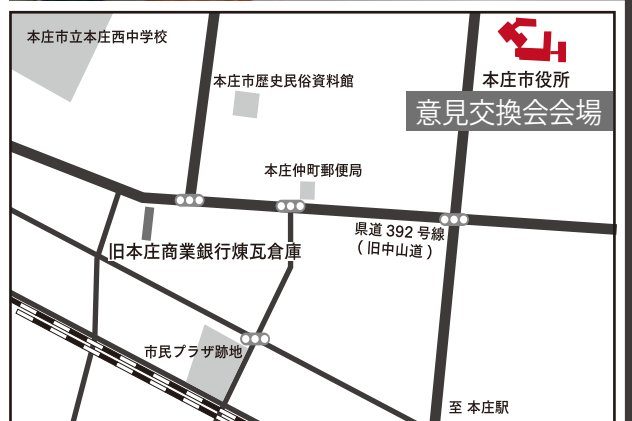 本庄市立本庄西中学校
本庄市役所
本庄市歴史民俗資料館
意見交換会会場
本庄仲町郵便局
県道 392 号線
( 旧中山道 )
旧本庄商業銀行煉瓦倉庫
市民プラザ跡地
至 本庄駅